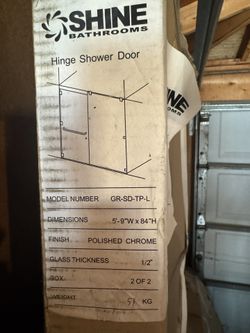 SHINE
BATHROOMS
Hinge Shower Door
MODEL NUMBER GR-SD-TP-L
DIMENSIONS 5'-9"W x 84"H
FINISH POLISHED CHROME
GLASS THICKNESS 1/2"
BOX 2 OF 2
WEIGHT KG
SHINE